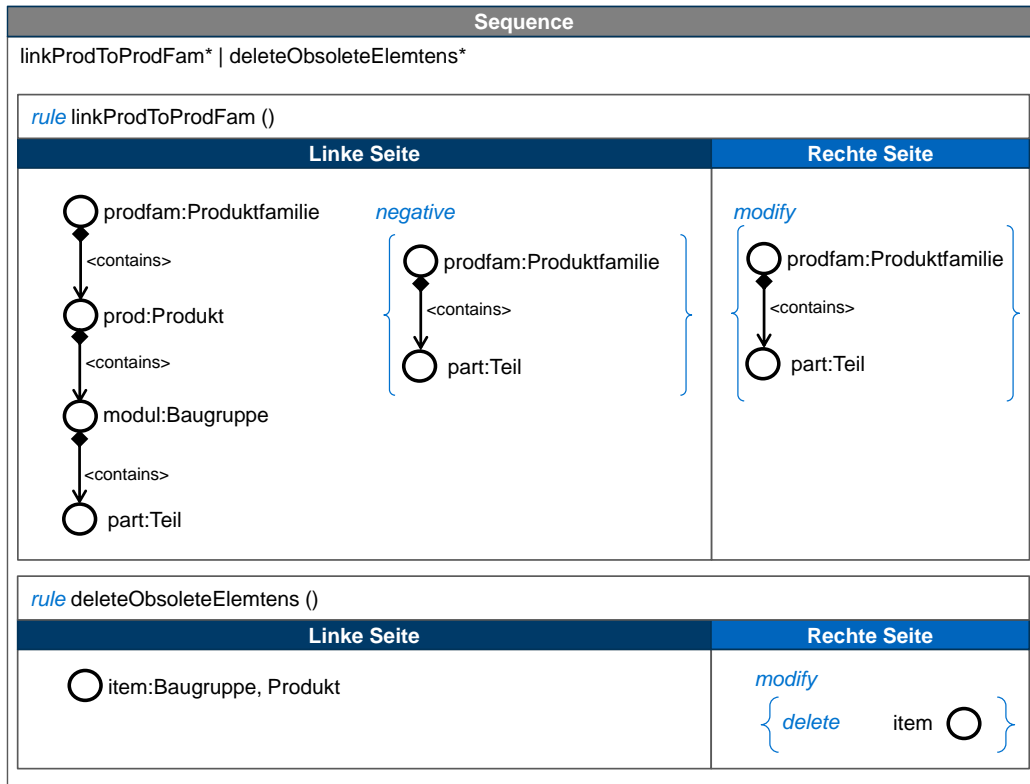 Sequence
linkProdToProdFam* | deleteObsoleteElemtens*
rule linkProdToProdFam ()
Linke Seite
Rechte Seite
prodfam:Produktfamilie
<contains>
prod:Produkt
<contains>
modul:Baugruppe
<contains>
part:Teil
negative
prodfam:Produktfamilie
<contains>
part:Teil
modify
prodfam:Produktfamilie
<contains>
part:Teil
rule deleteObsoleteElemtens ()
Linke Seite
Rechte Seite
item:Baugruppe, Produkt
modify
delete item